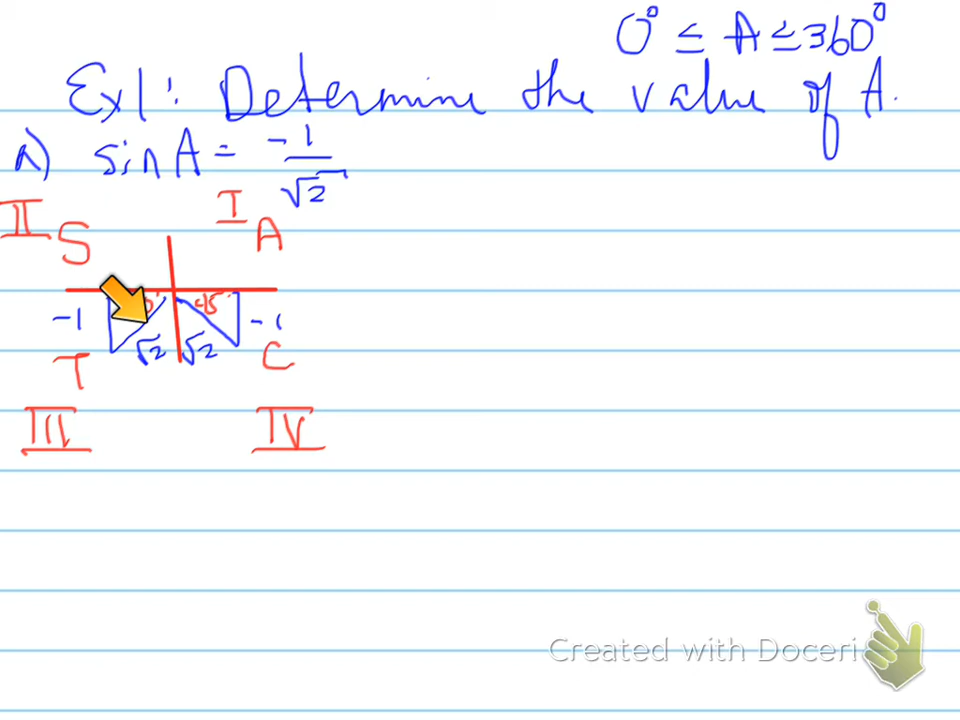 0° ≤ A ≤ 360°
Ex1: Determine the value of A.
a) sin A = -1/√2
II S I A
45°
-1 √2 √2 -1
T C
III IV
Created with Doceri